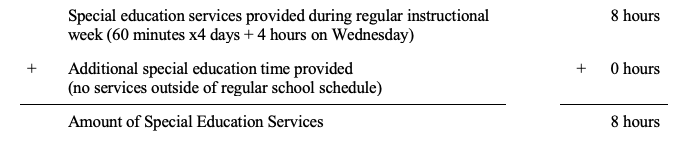 Special education services provided during regular instructional 8 hours
week (60 minutes x4 days + 4 hours on Wednesday)
+ Additional special education time provided + 0 hours
(no services outside of regular school schedule)
Amount of Special Education Services 8 hours